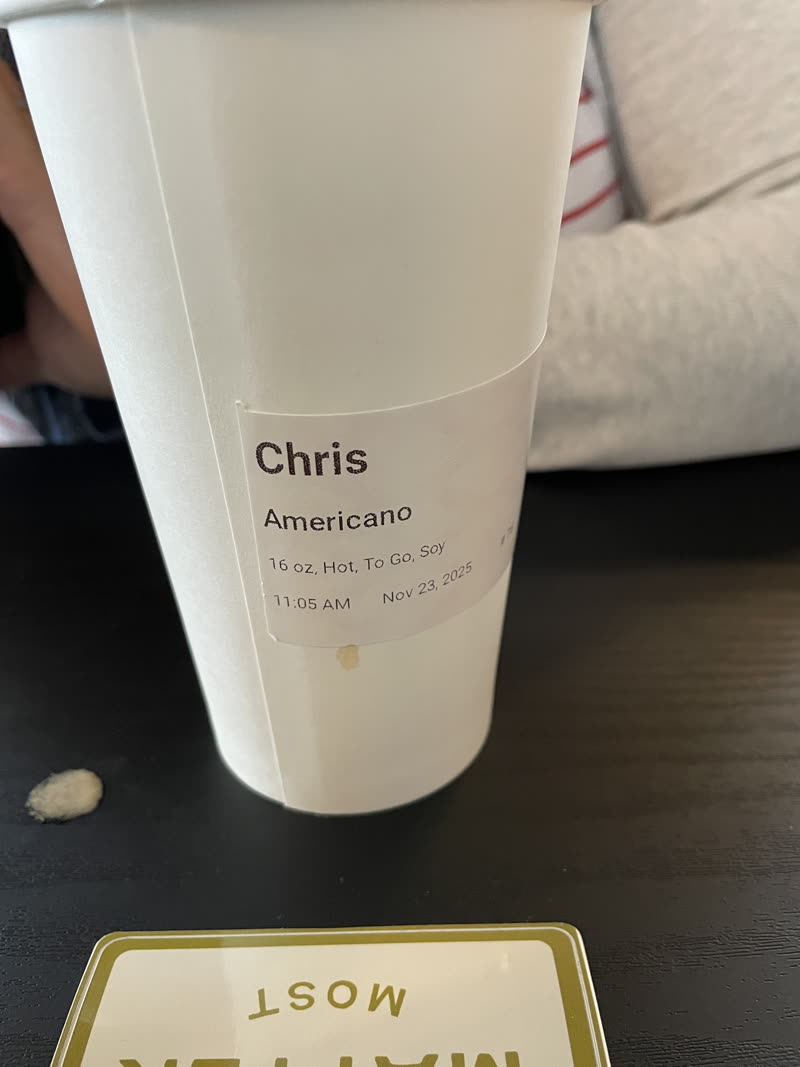 Chris
Americano
16 oz, Hot, To Go, Soy
11:05 AM Nov 23, 2025
MOST